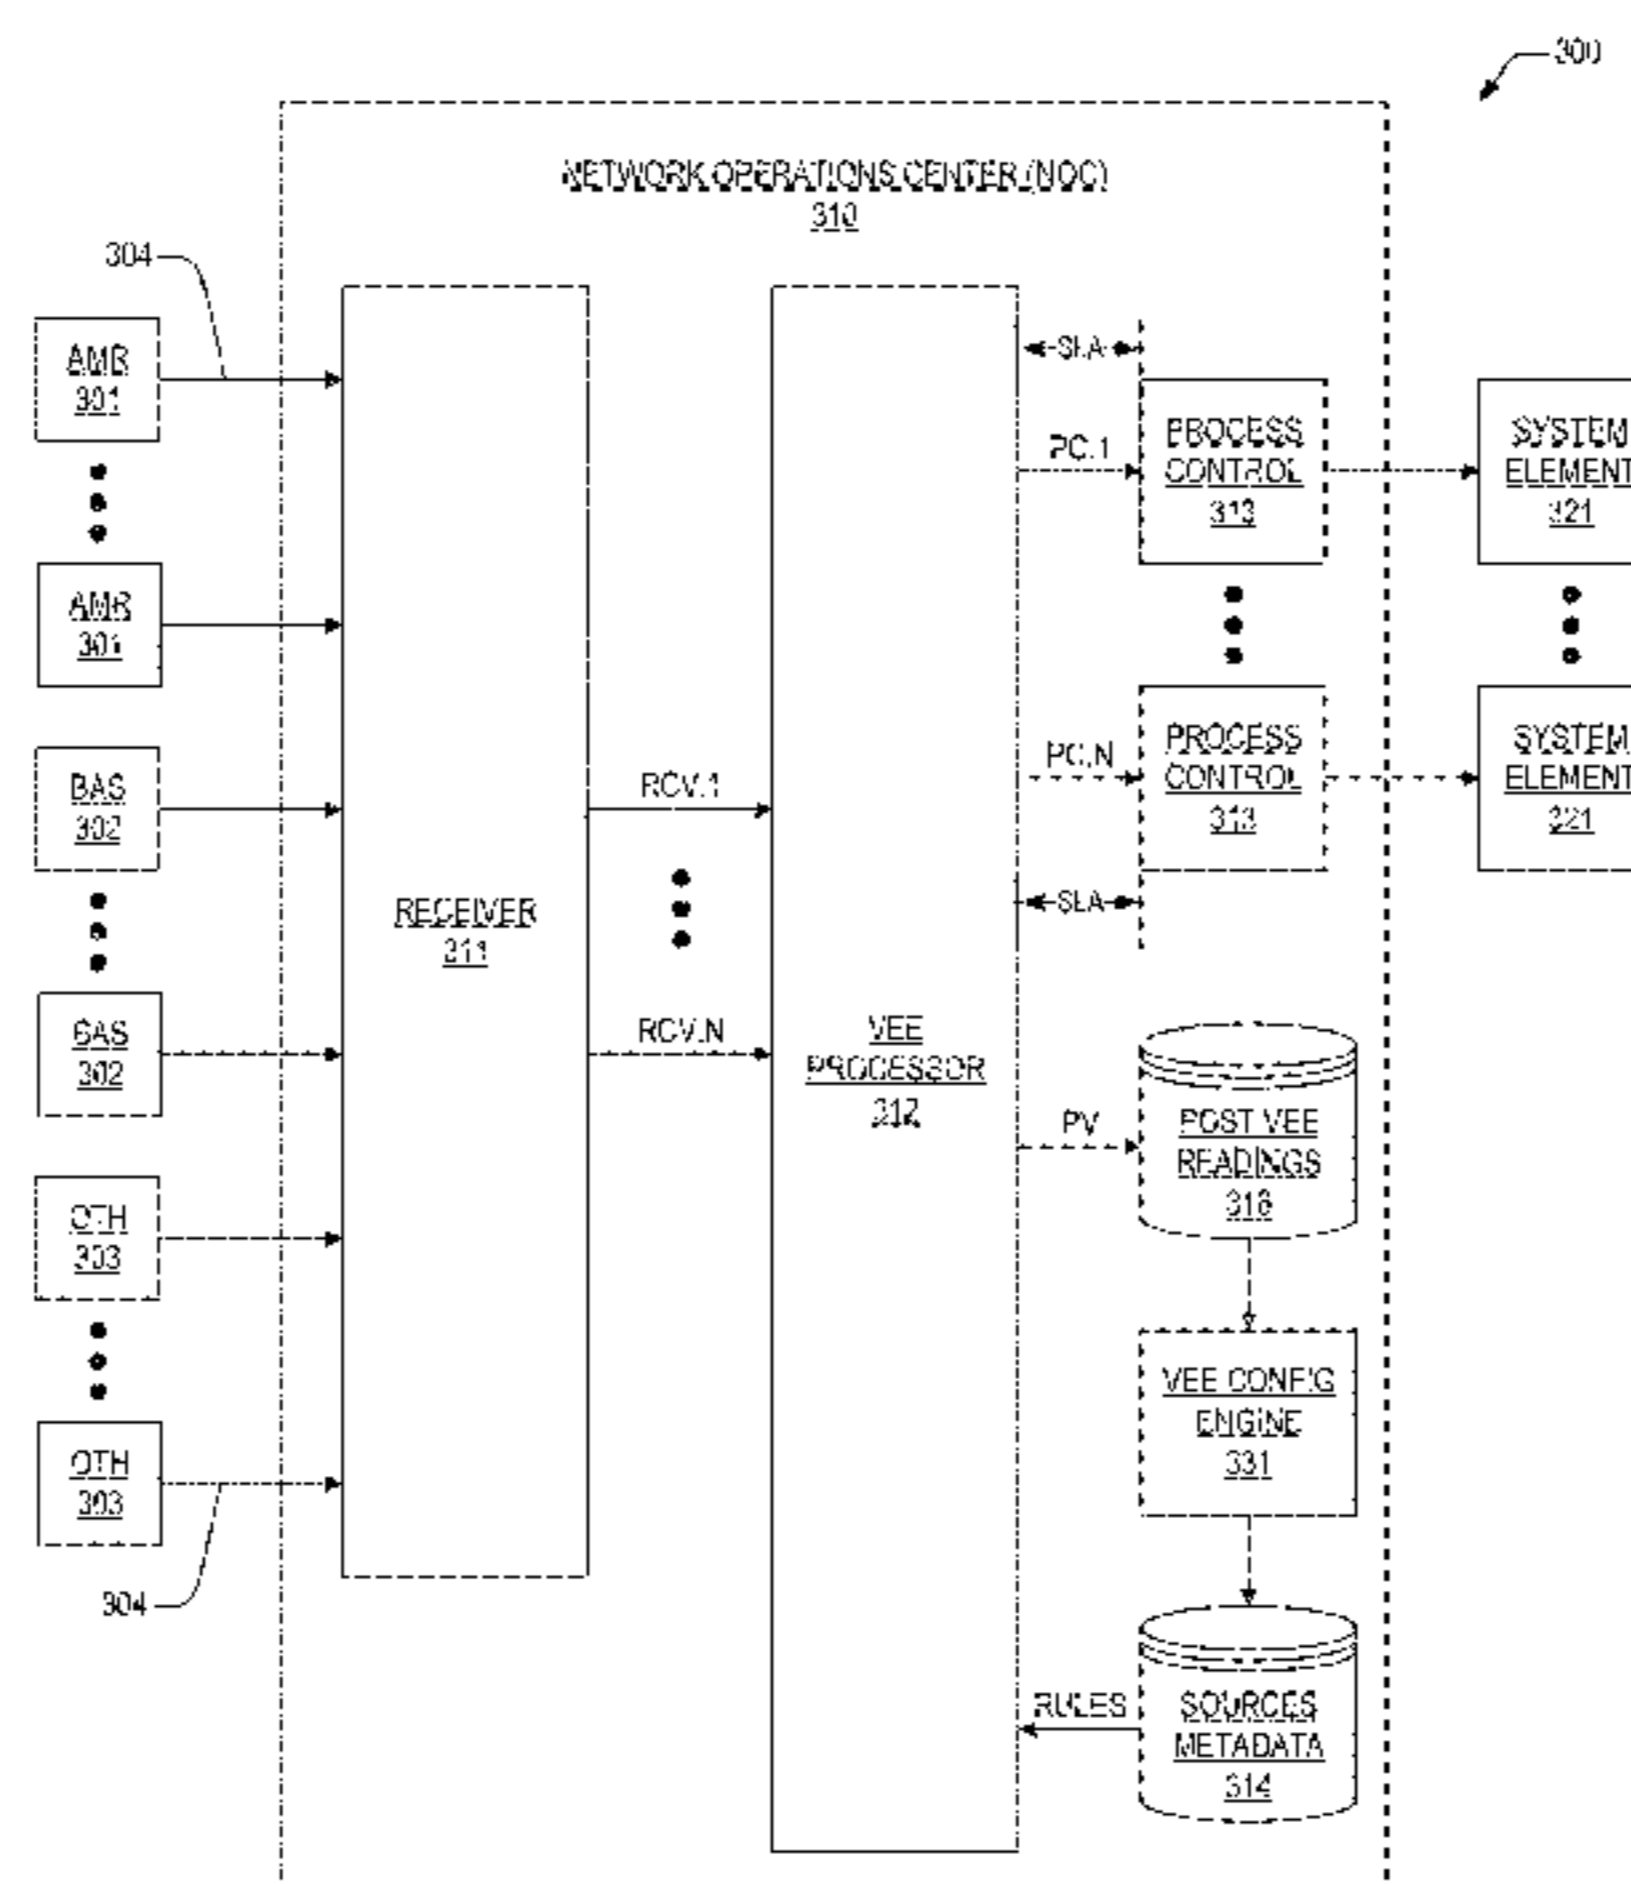 300
NETWORK OPERATIONS CENTER (NOC)
310
304
AMR
301
AMR
301
BAS
302
BAS
302
OTH
303
OTH
303
304
RECEIVER
311
RCV.1
RCV.N
VEE
PROCESSOR
312
SLA
PC.1
PC.N
SLA
PV
RULES
PROCESS
CONTROL
313
PROCESS
CONTROL
313
POST VEE
READINGS
316
VEE CONFIG
ENGINE
331
SOURCES
METADATA
314
SYSTEM
ELEMENT
321
SYSTEM
ELEMENT
321